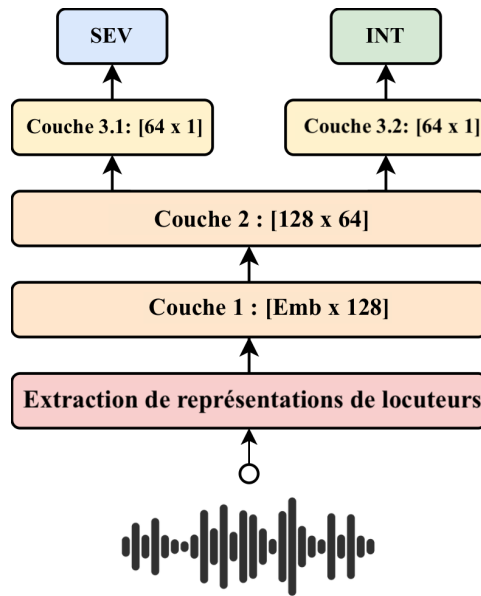 SEV
INT
Couche 3.1: [64 x 1]
Couche 3.2: [64 x 1]
Couche 2 : [128 x 64]
Couche 1 : [Emb x 128]
Extraction de représentations de locuteurs